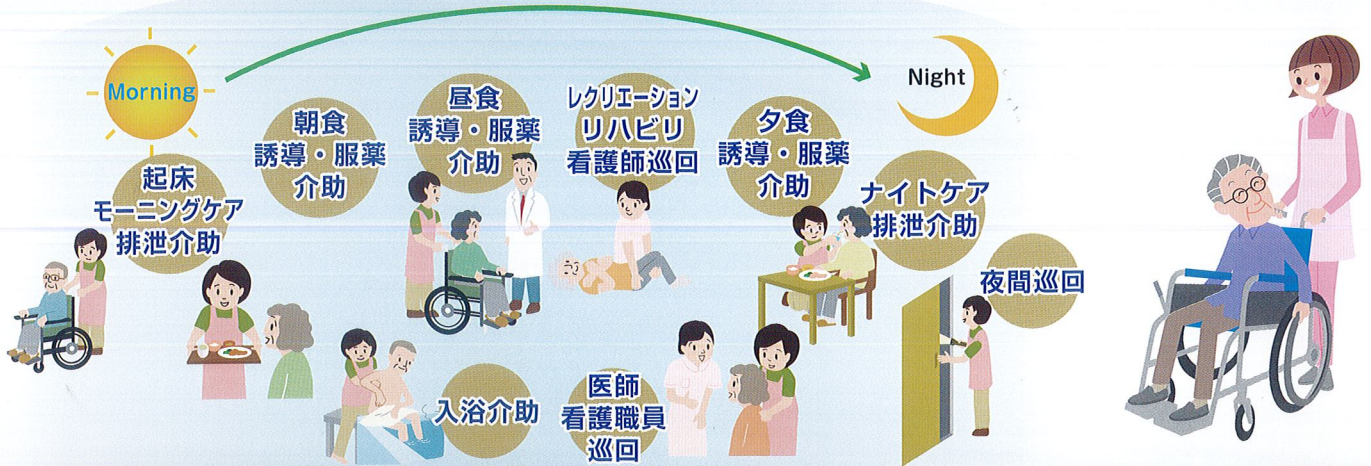 Morning
起床
モーニングケア
排泄介助
朝食
誘導・服薬
介助
入浴介助
昼食
誘導・服薬
介助
レクリエーション
リハビリ
看護師巡回
医師
看護職員
巡回
夕食
誘導・服薬
介助
ナイトケア
排泄介助
夜間巡回
Night